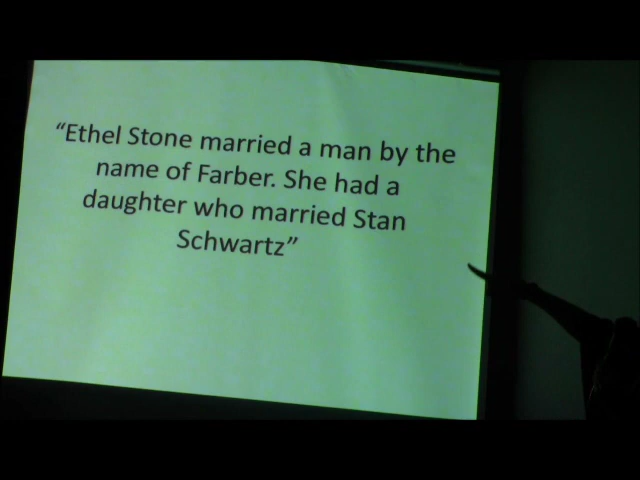 “Ethel Stone married a man by the
name of Farber. She had a
daughter who married Stan
Schwartz”